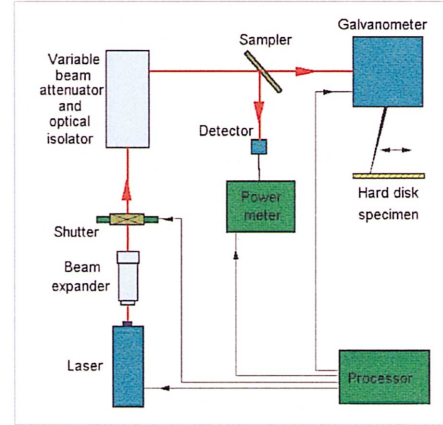 Sampler
Galvanometer
Variable
beam
attenuator
and
optical
isolator
Detector
Power
meter
Hard disk
specimen
Shutter
Beam
expander
Laser
Processor